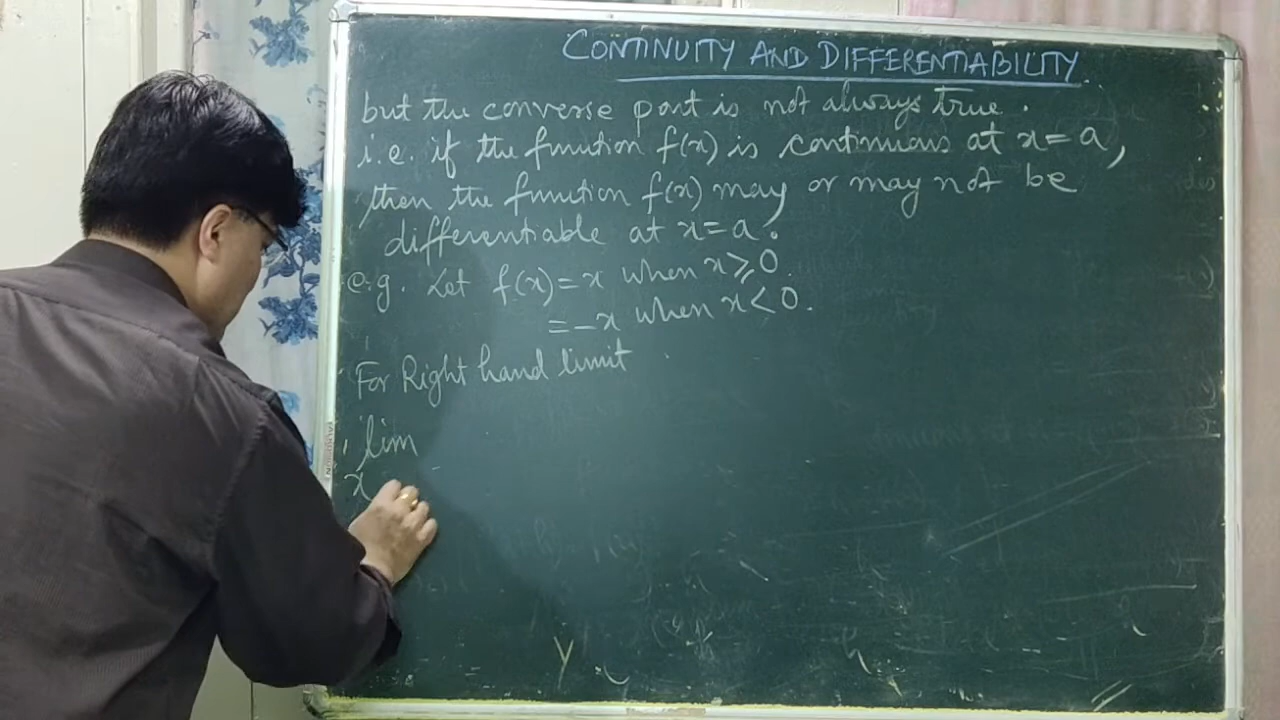 CONTINUITY AND DIFFERENTIABILITY
but the converse part is not always true.
i.e. if the function f(x) is continuous at x=a,
then the function f(x) may or may not be
differentiable at x=a.
e.g. Let f(x)=x when x≥0.
=-x when x<0.
For Right hand limit
lim
x